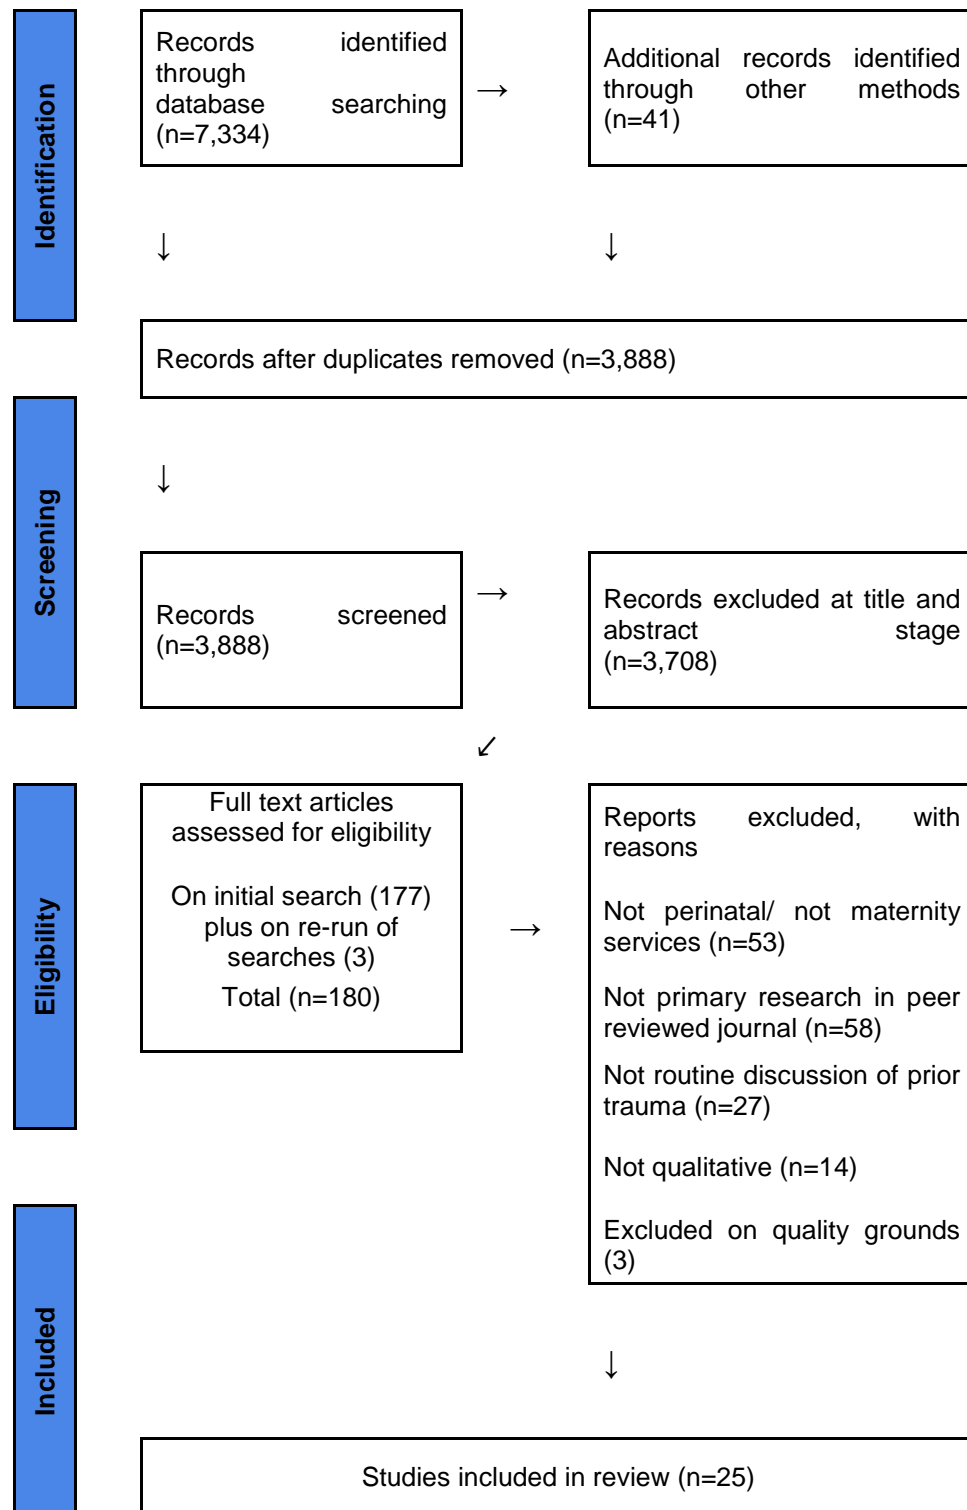 Identification
Records identified
through
database searching
(n=7,334)
→
Additional records identified
through other methods
(n=41)
↓
↓
Records after duplicates removed (n=3,888)
Screening
↓
Records screened
(n=3,888)
→
Records excluded at title and
abstract stage
(n=3,708)
↙
Eligibility
Full text articles
assessed for eligibility
On initial search (177)
plus on re-run of
searches (3)
Total (n=180)
→
Reports excluded, with
reasons
Not perinatal/ not maternity
services (n=53)
Not primary research in peer
reviewed journal (n=58)
Not routine discussion of prior
trauma (n=27)
Not qualitative (n=14)
Excluded on quality grounds
(3)
Included
↓
Studies included in review (n=25)